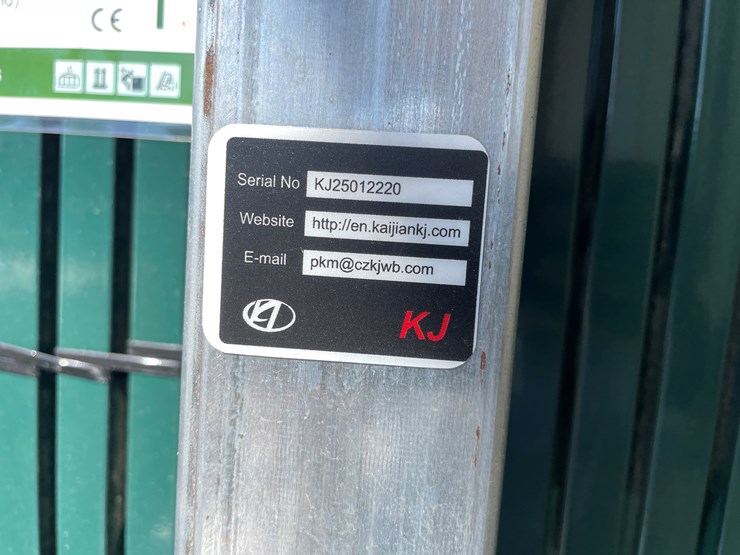 CE
Serial No KJ25012220
Website http://en.kaijiankj.com
E-mail pkm@czkjwb.com
KJ